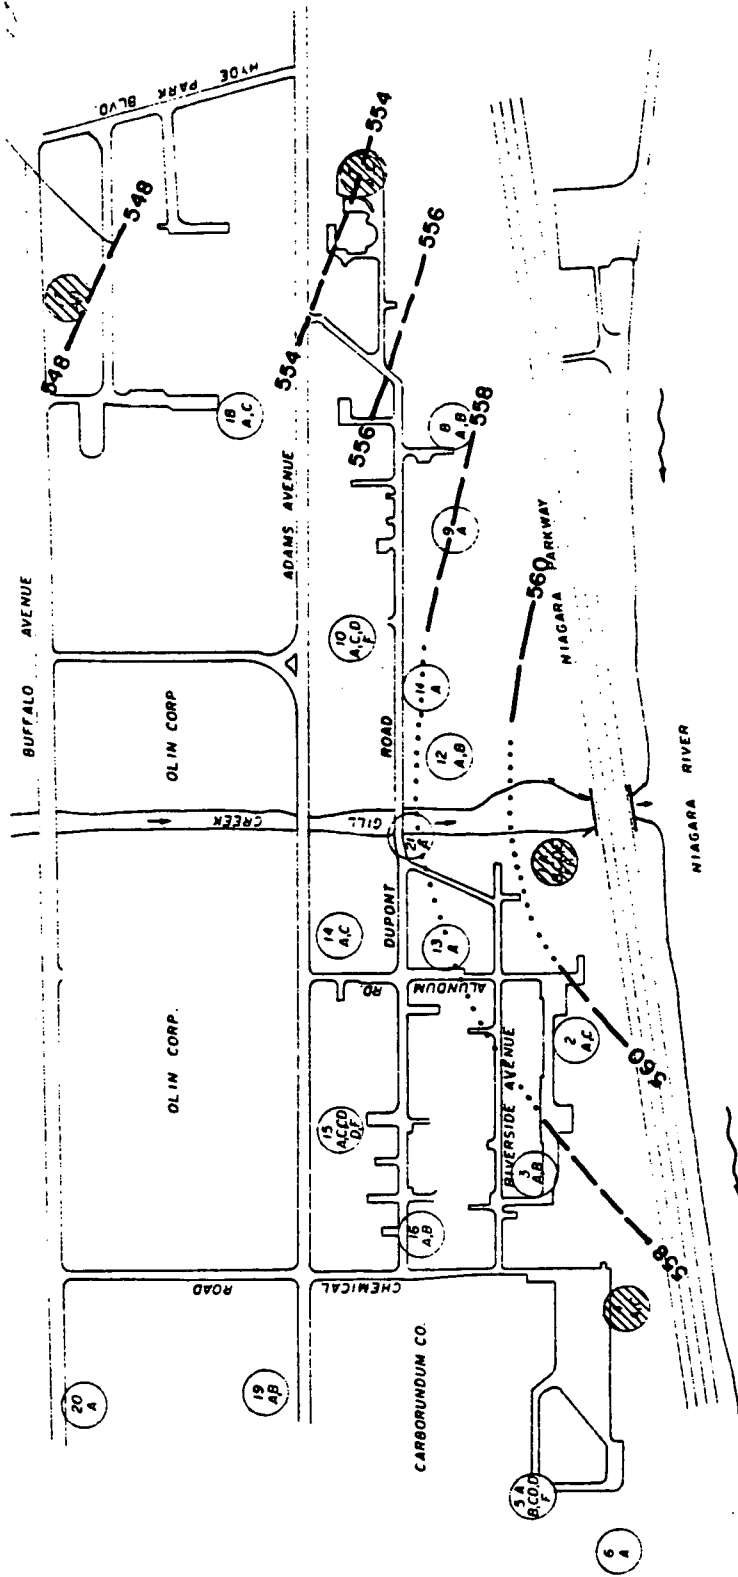 HYDE PARK BLVD.
548
548
554
554
556
556
558
558
560
560
BUFFALO AVENUE
ADAMS AVENUE
NIAGARA PARKWAY
NIAGARA RIVER
OLIN CORP
OLIN CORP.
GILL CREEK
DUPONT ROAD
ALUNDUM RD.
RIVERSIDE AVENUE
CHEMICAL ROAD
CARBORUNDUM CO.
18
A,C
8
A,B
9
A
10
A,C,D
F
A
12
A,B
21
A
14
A,C
13
A
2
A,C
15
A,C,CD
D,F
3
A,B
16
A,B
20
A
19
A,B
5 A
B,CD,D
F
6
A